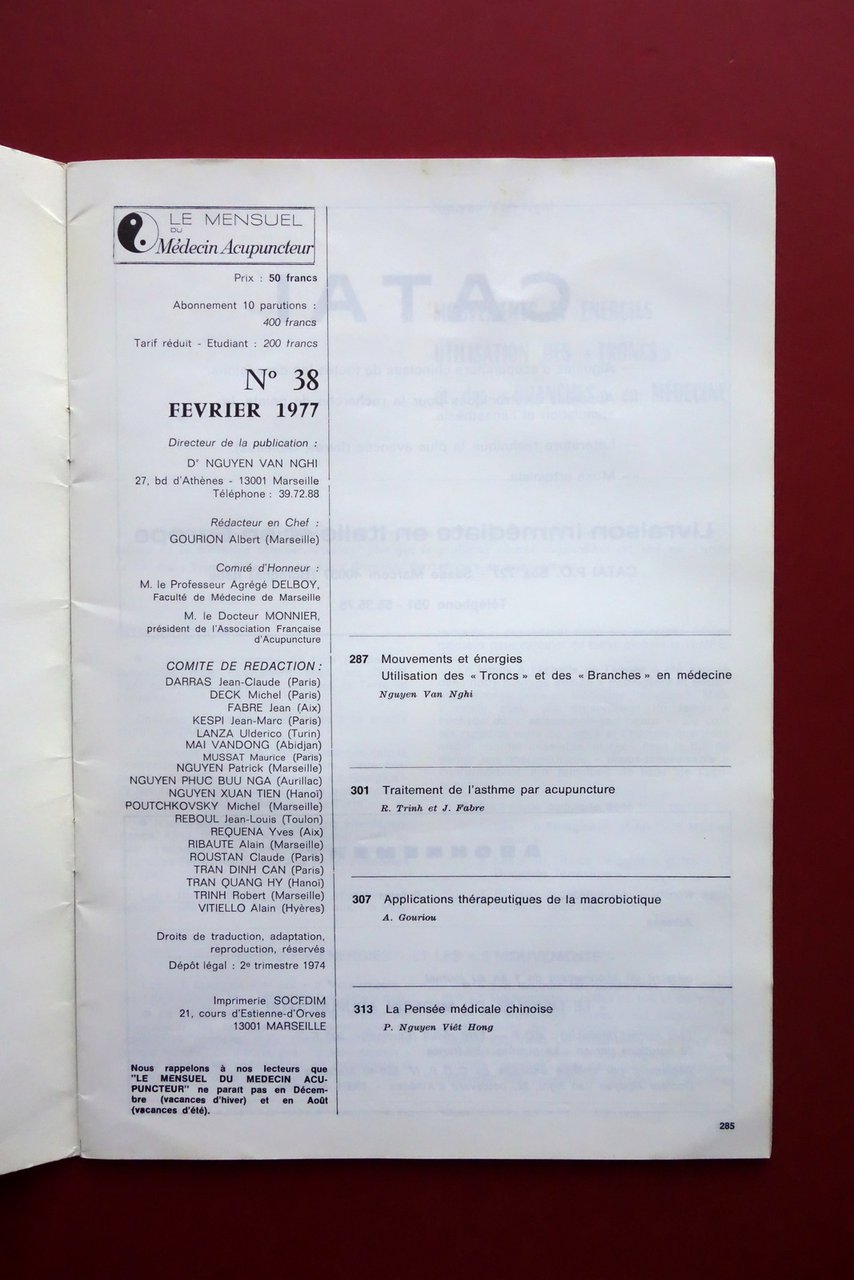 LE MENSUEL
DU
Médecin Acupuncteur
Prix : 50 francs
Abonnement 10 parutions :
400 francs
Tarif réduit - Etudiant : 200 francs
N° 38
FEVRIER 1977
Directeur de la publication :
Dr NGUYEN VAN NGHI
27, bd d'Athènes - 13001 Marseille
Téléphone : 39.72.88
Rédacteur en Chef :
GOURION Albert (Marseille)
Comité d'Honneur :
M. le Professeur Agrégé DELBOY,
Faculté de Médecine de Marseille
M. le Docteur MONNIER,
président de l'Association Française
d'Acupuncture
COMITE DE REDACTION :
DARRAS Jean-Claude (Paris)
DECK Michel (Paris)
FABRE Jean (Aix)
KESPI Jean-Marc (Paris)
LANZA Ulderico (Turin)
MAI VANDONG (Abidjan)
MUSSAT Maurice (Paris)
NGUYEN Patrick (Marseille)
NGUYEN PHUC BUU NGA (Aurillac)
NGUYEN XUAN TIEN (Hanoï)
POUTCHKOVSKY Michel (Marseille)
REBOUL Jean-Louis (Toulon)
REQUENA Yves (Aix)
RIBAUTE Alain (Marseille)
ROUSTAN Claude (Paris)
TRAN DINH CAN (Paris)
TRAN QUANG HY (Hanoï)
TRINH Robert (Marseille)
VITIELLO Alain (Hyères)
Droits de traduction, adaptation,
reproduction, réservés
Dépôt légal : 2e trimestre 1974
Imprimerie SOCEDIM
21, cours d'Estienne-d'Orves
13001 MARSEILLE
Nous rappelons à nos lecteurs que
"LE MENSUEL DU MEDECIN ACU-
PUNCTEUR" ne paraît pas en Décem-
bre (vacances d'hiver) et en Août
(vacances d'été).
287 Mouvements et énergies
Utilisation des « Troncs » et des « Branches » en médecine
Nguyen Van Nghi
301 Traitement de l'asthme par acupuncture
R. Trinh et J. Fabre
307 Applications thérapeutiques de la macrobiotique
A. Gouriou
313 La Pensée médicale chinoise
P. Nguyen Viêt Hong
285